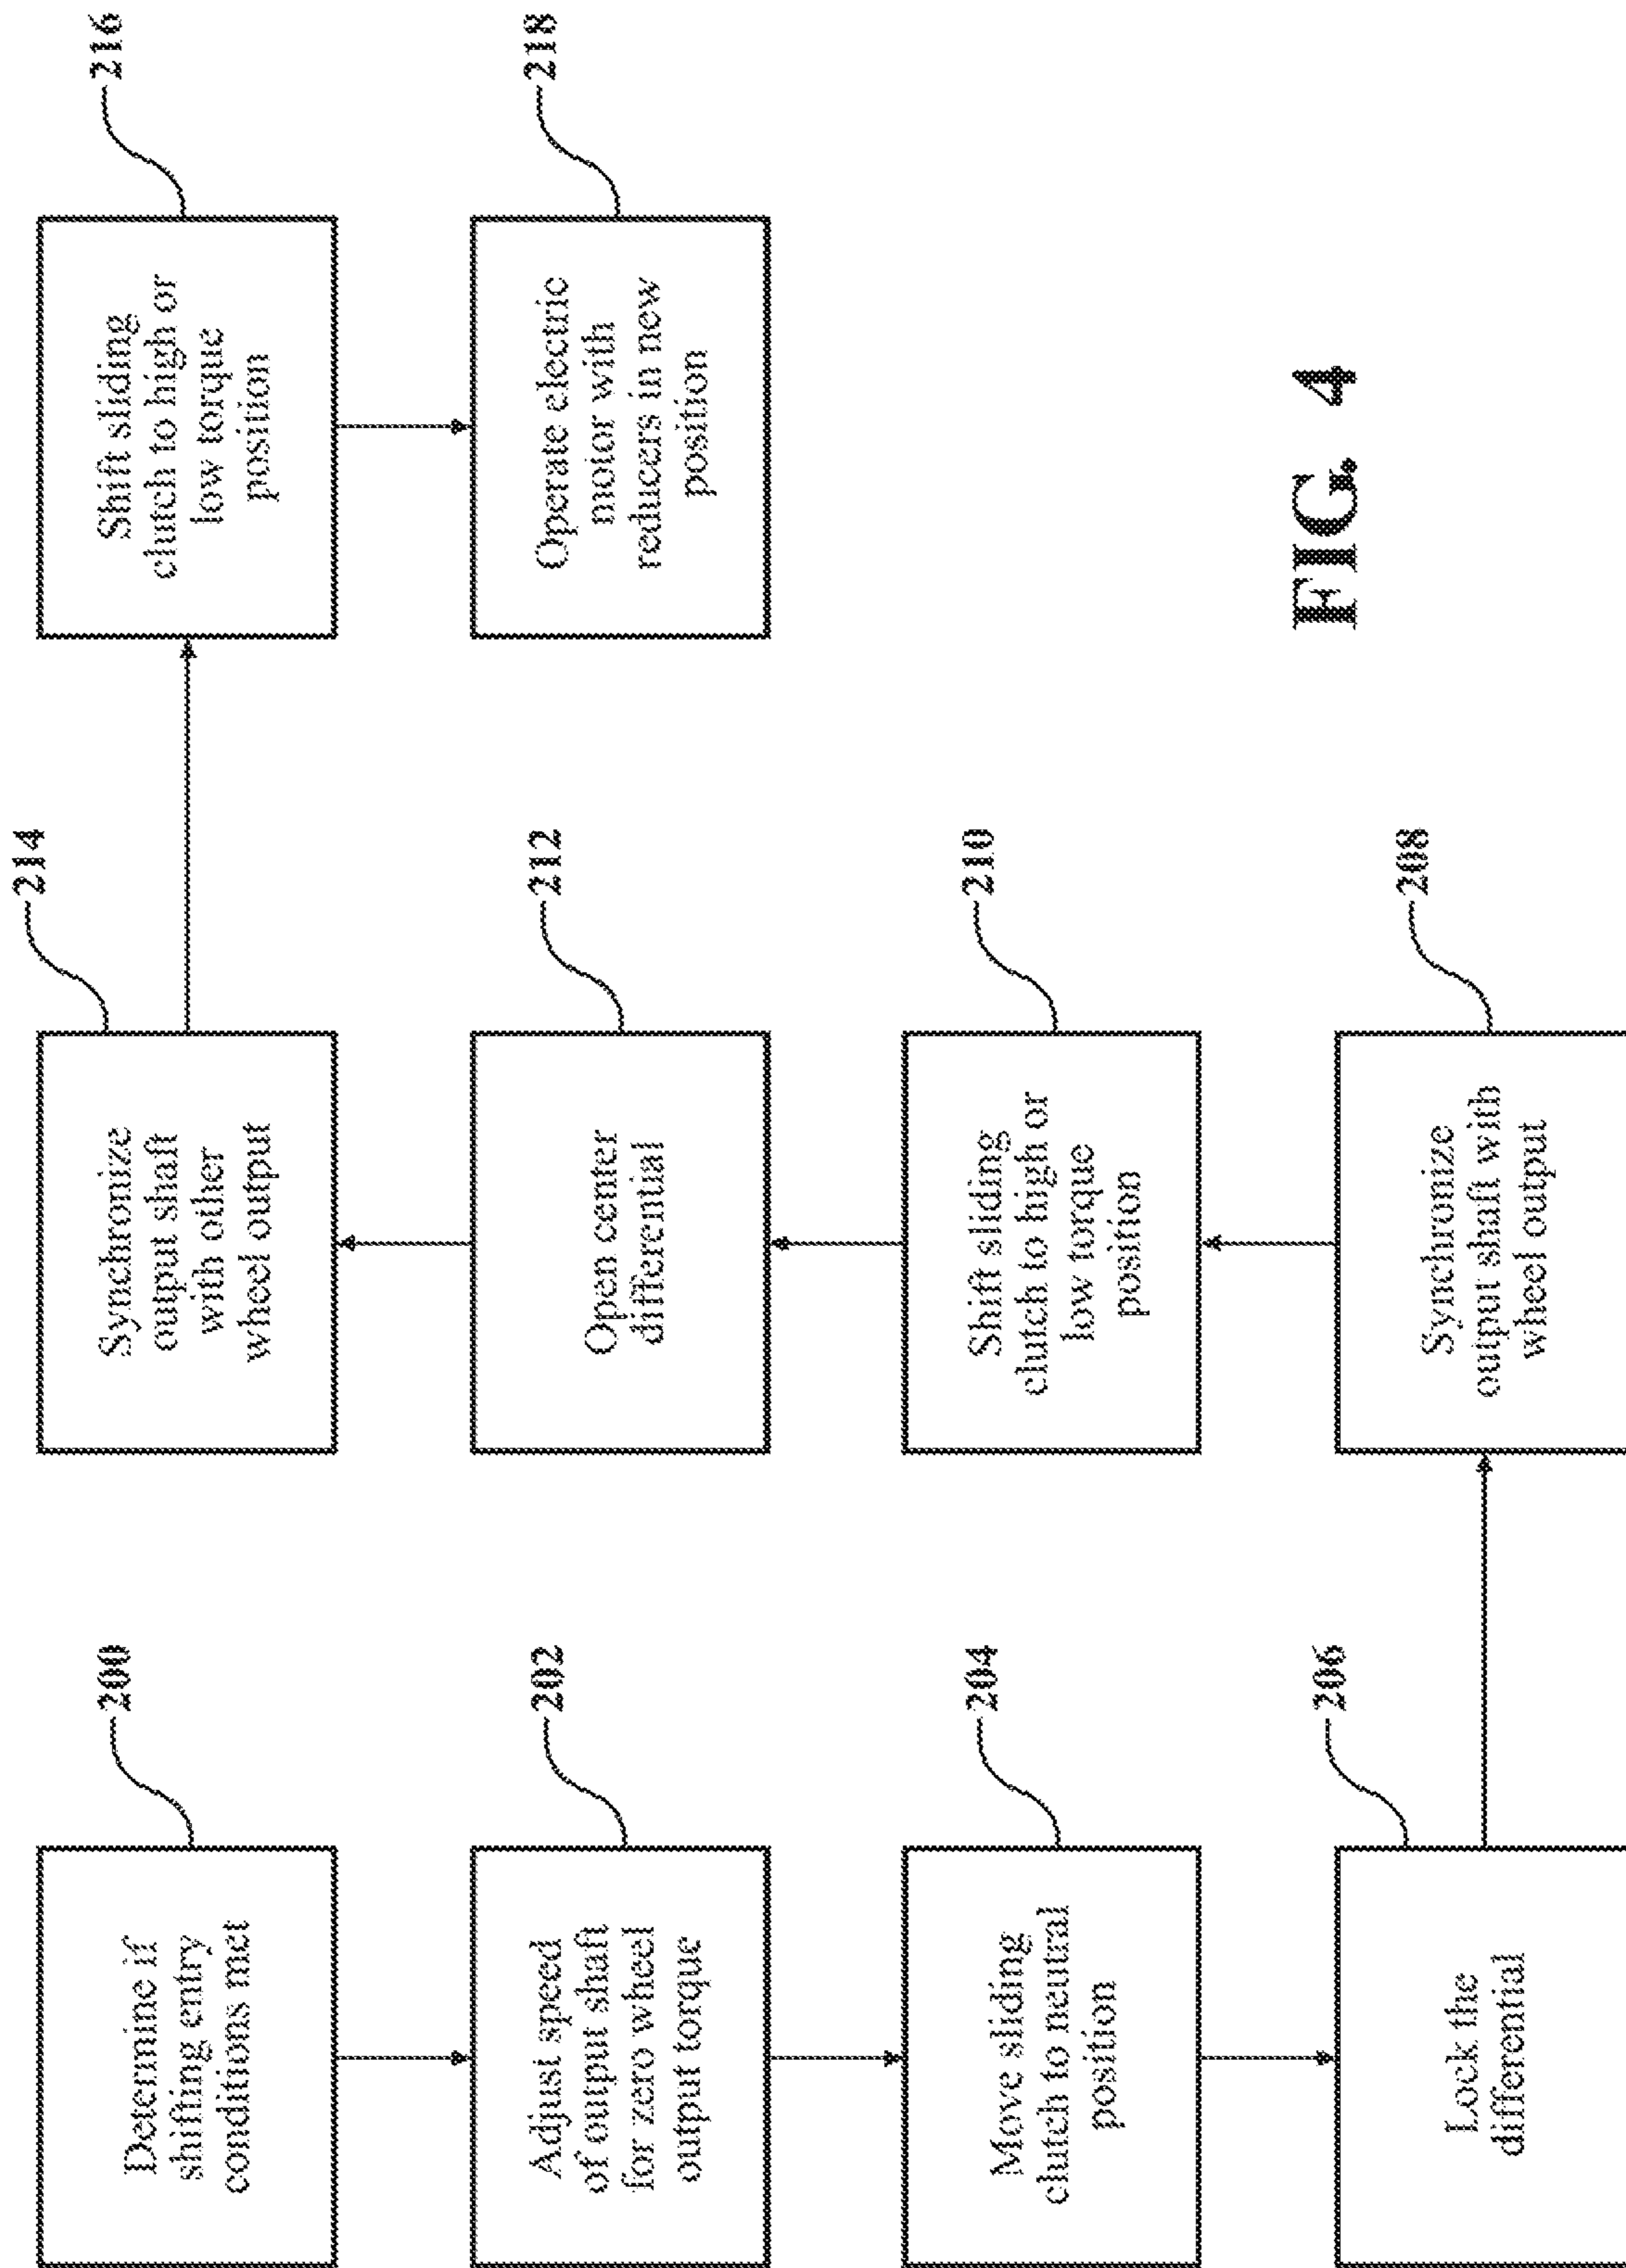 200
Determine if
shifting entry
conditions met
202
Adjust speed
of output shaft
for zero wheel
output torque
204
Move sliding
clutch to neutral
position
206
Lock the
differential
208
Synchronize
output shaft with
wheel output
210
Shift sliding
clutch to high or
low torque
position
212
Open center
differential
214
Synchronize
output shaft
with other
wheel output
216
Shift sliding
clutch to high or
low torque
position
218
Operate electric
motor with
reducers in new
position
FIG. 4